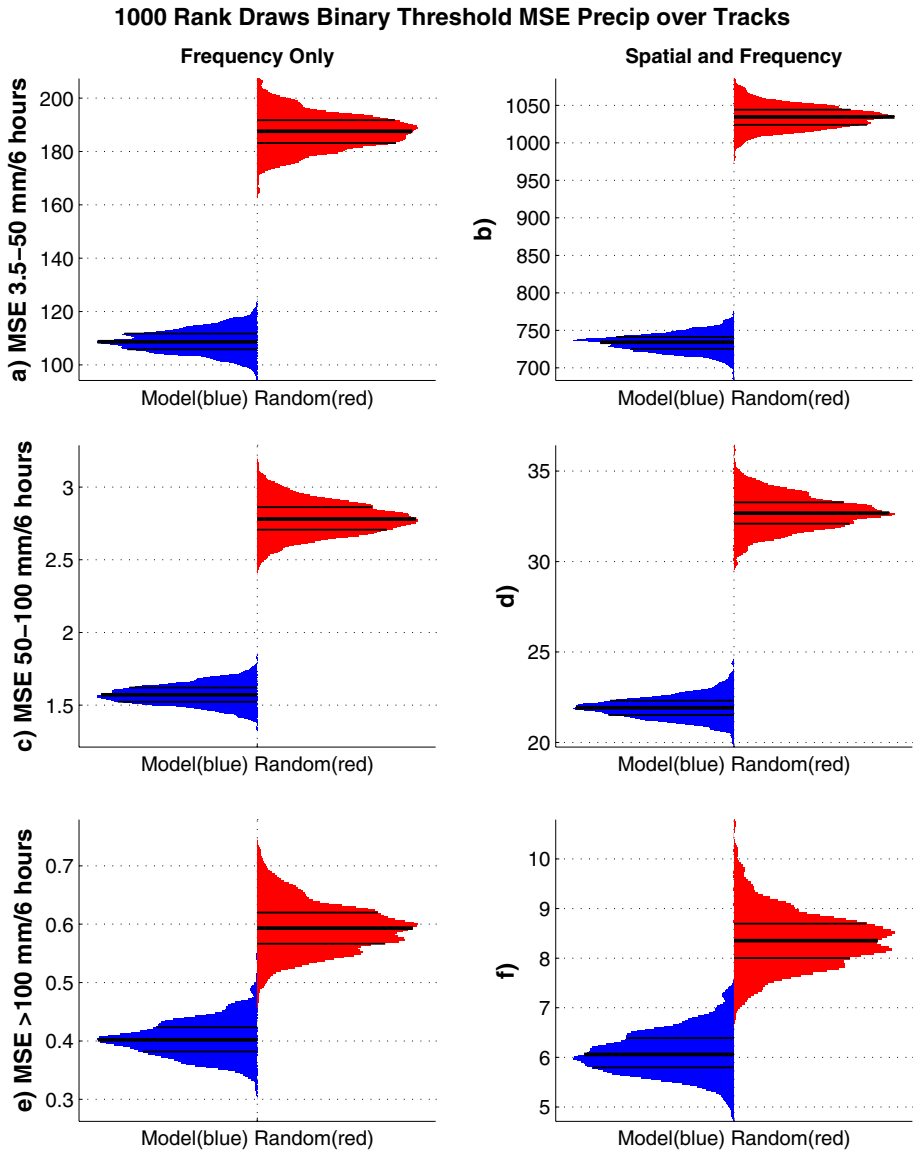 1000 Rank Draws Binary Threshold MSE Precip over Tracks
Frequency Only
a) MSE 3.5−50 mm/6 hours
200
180
160
140
120
100
Model(blue) Random(red)
Spatial and Frequency
b)
1050
1000
950
900
850
800
750
700
Model(blue) Random(red)
c) MSE 50−100 mm/6 hours
3
2.5
2
1.5
Model(blue) Random(red)
d)
35
30
25
20
Model(blue) Random(red)
e) MSE >100 mm/6 hours
0.7
0.6
0.5
0.4
0.3
Model(blue) Random(red)
f)
10
9
8
7
6
5
Model(blue) Random(red)